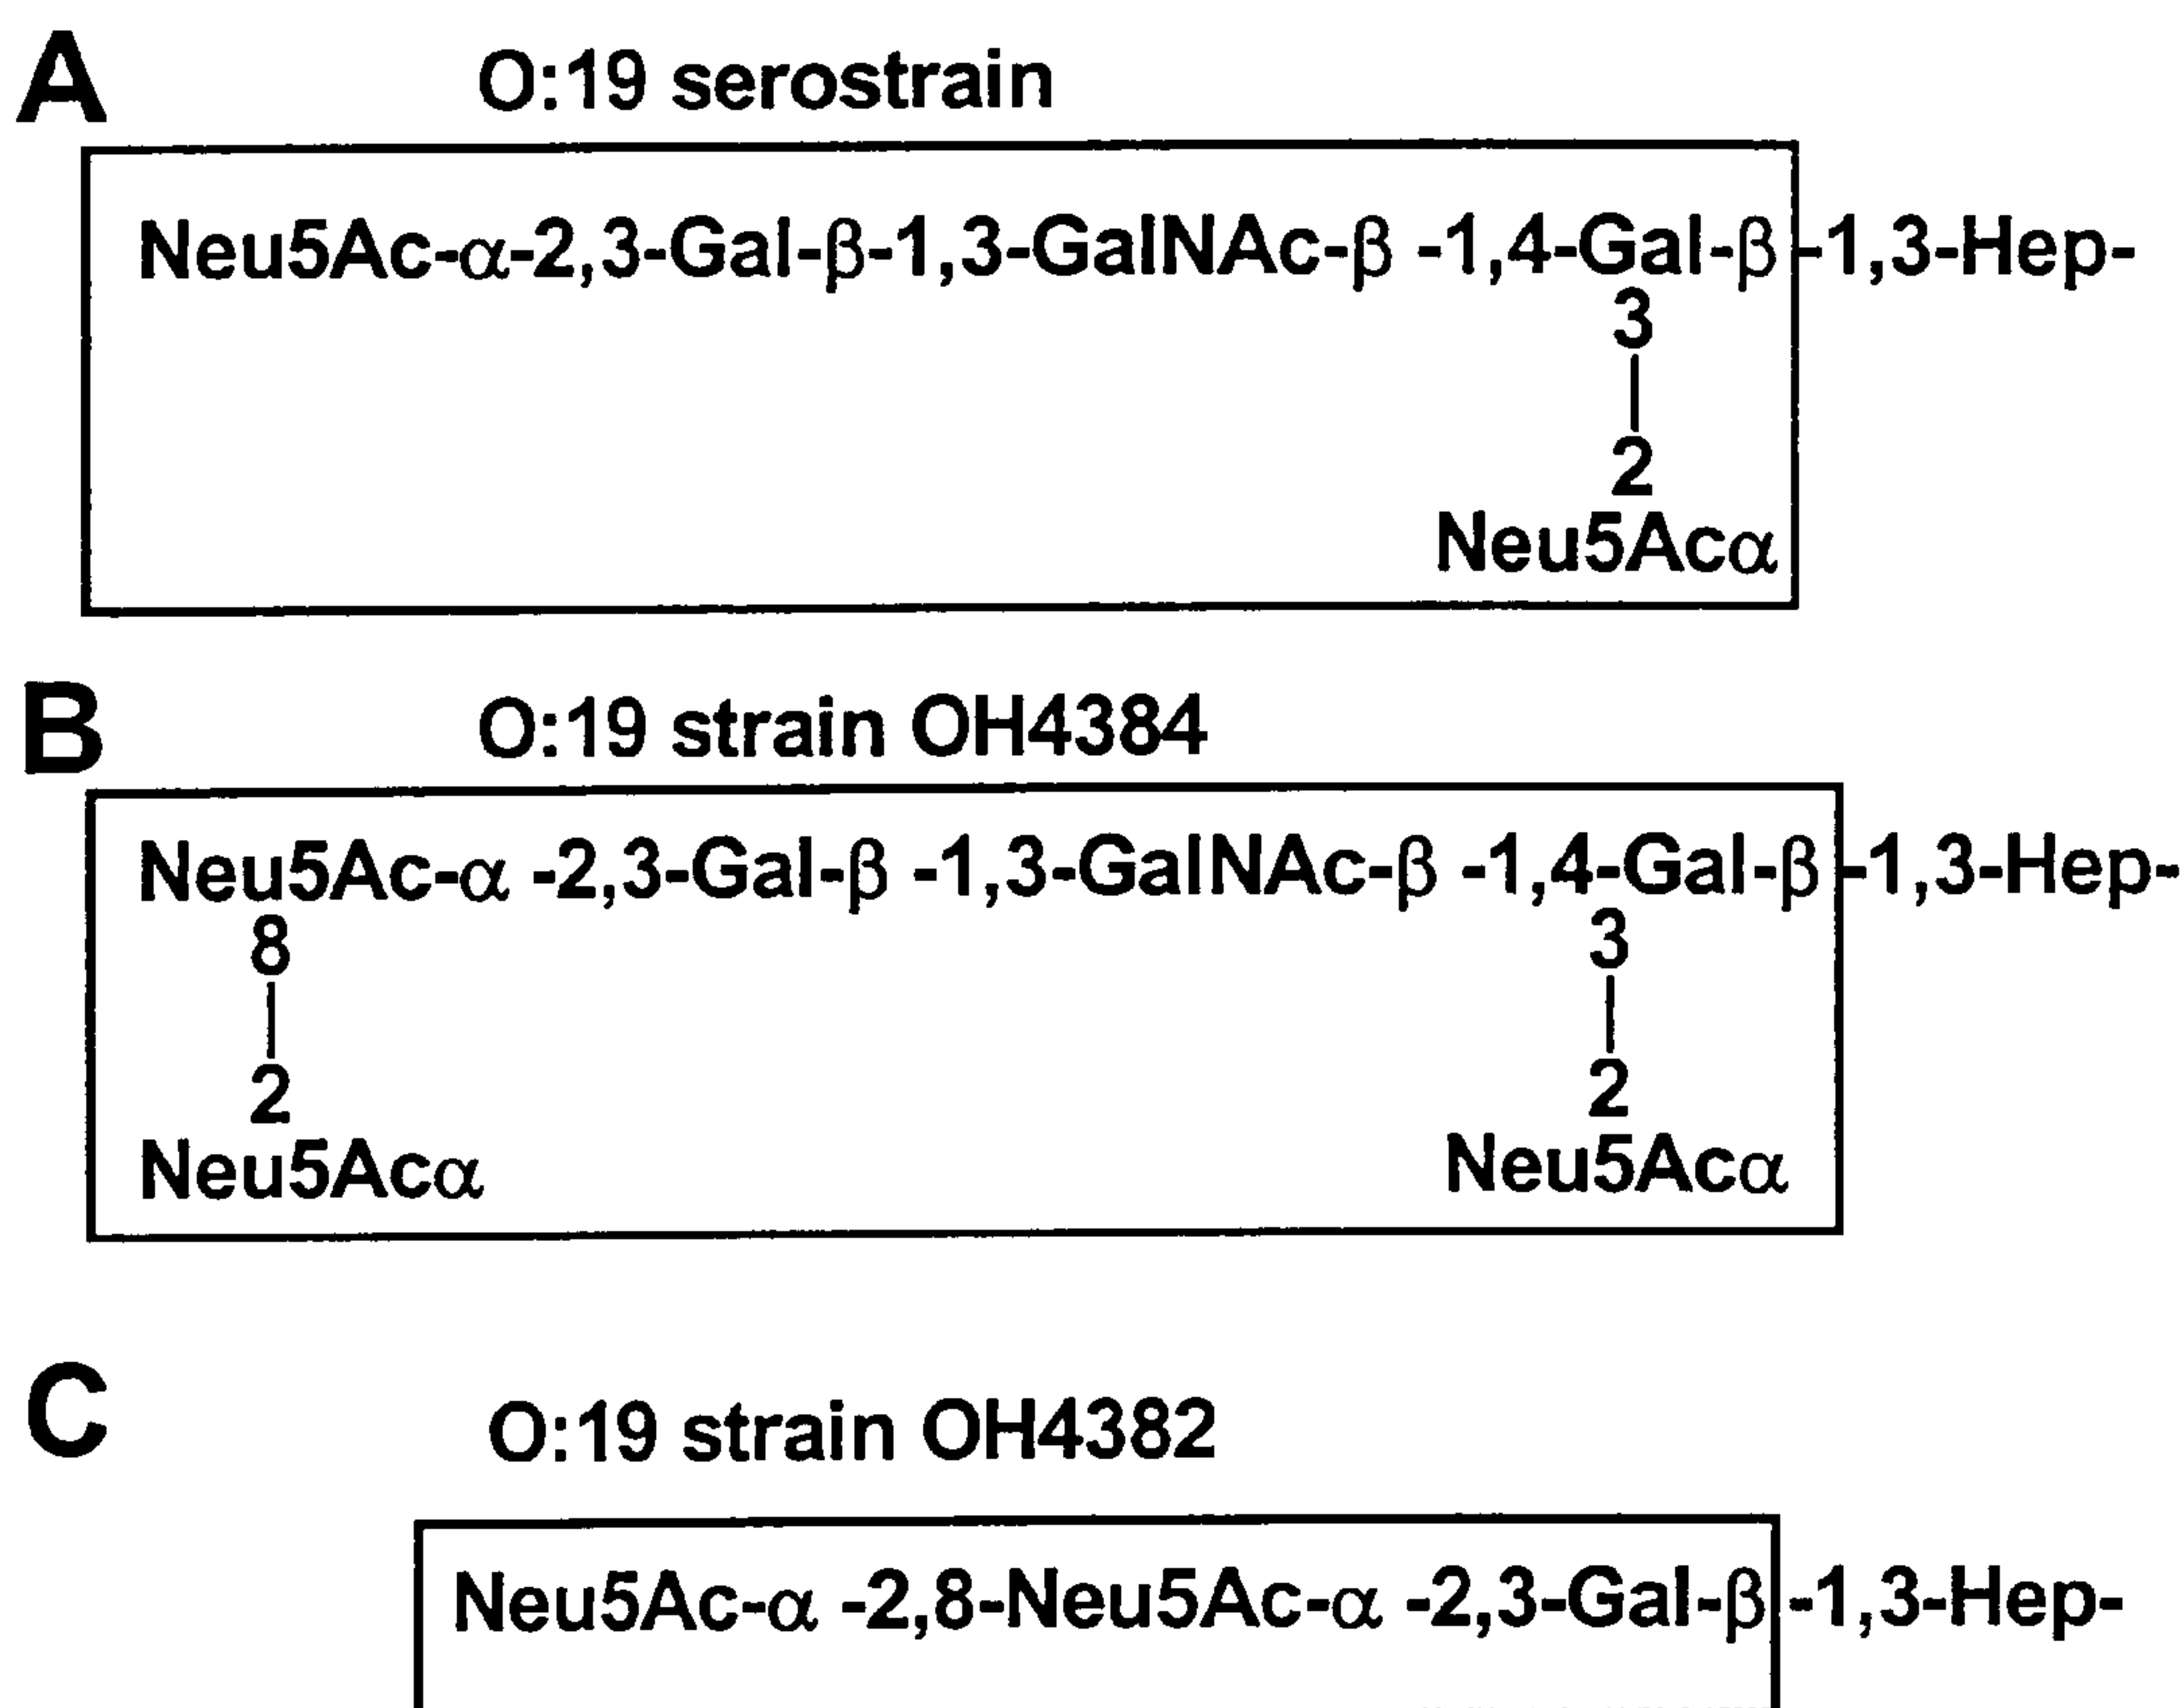 A
O:19 serostrain
Neu5Ac-α-2,3-Gal-β-1,3-GalNAc-β -1,4-Gal-β -1,3-Hep-
3
2
Neu5Acα
B
O:19 strain OH4384
Neu5Ac-α -2,3-Gal-β -1,3-GalNAc-β -1,4-Gal-β -1,3-Hep-
8 3
2 2
Neu5Acα Neu5Acα
C
O:19 strain OH4382
Neu5Ac-α -2,8-Neu5Ac-α -2,3-Gal-β -1,3-Hep-